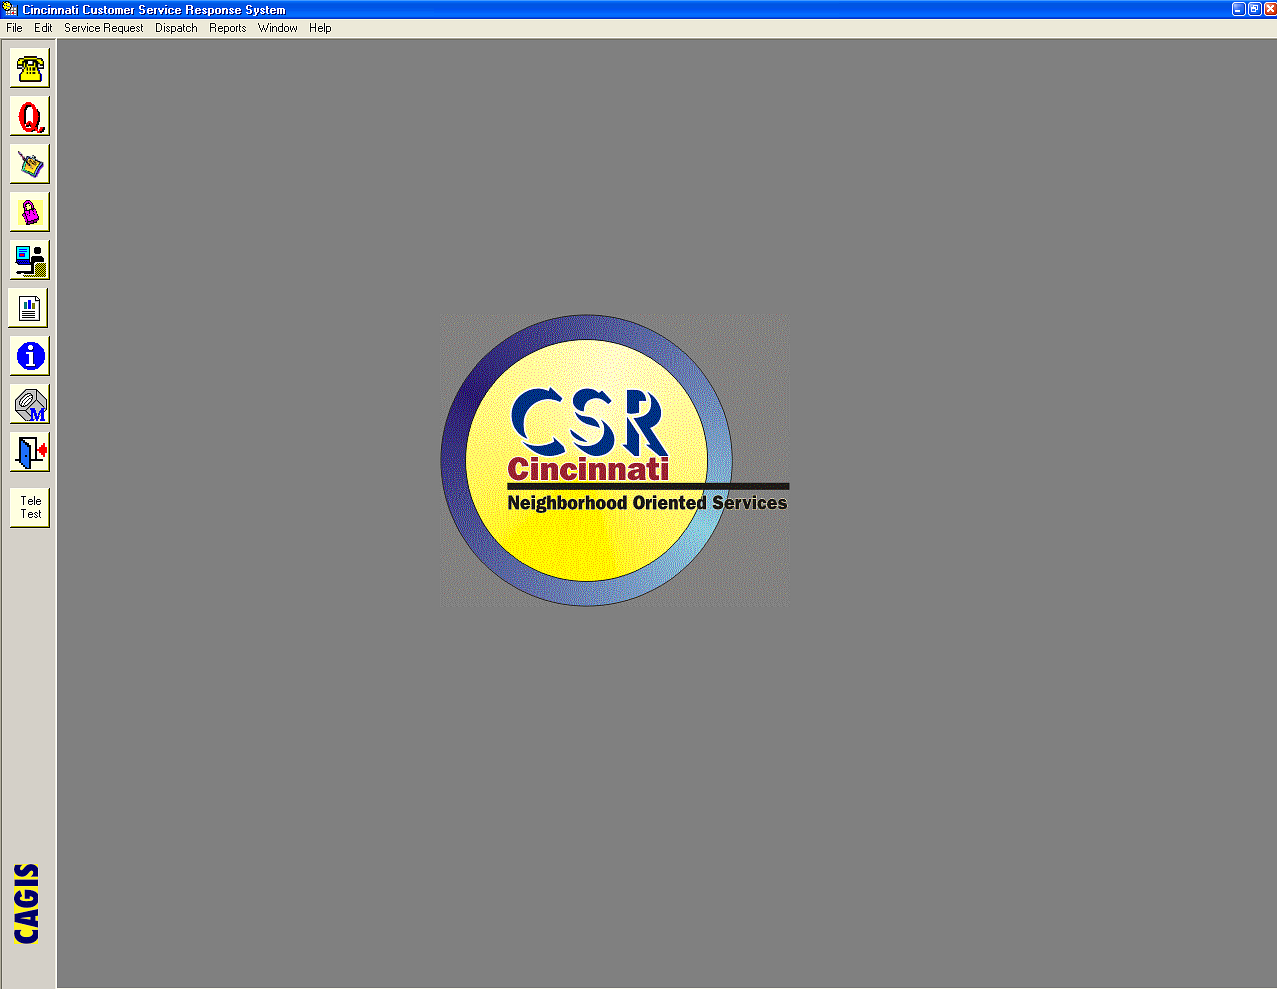 Cincinnati Customer Service Response System
File Edit Service Request Dispatch Reports Window Help
Q
i
M
Tele
Test
CAGIS
CSR
Cincinnati
Neighborhood Oriented Services